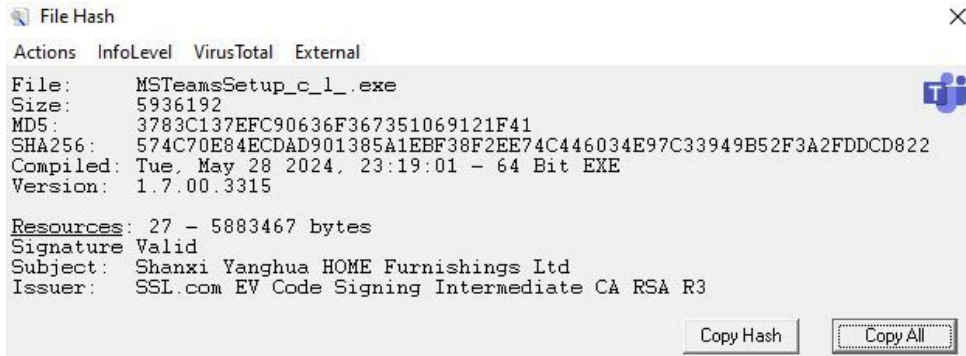 File Hash
Actions InfoLevel VirusTotal External
File: MSTeamsSetup_c_l_.exe
Size: 5936192
MD5: 3783C137EFC90636F367351069121F41
SHA256: 574C70E84ECDAD901385A1EBF38F2EE74C446034E97C33949B52F3A2FDDCD822
Compiled: Tue, May 28 2024, 23:19:01 – 64 Bit EXE
Version: 1.7.00.3315
Resources: 27 – 5883467 bytes
Signature Valid
Subject: Shanxi Yanghua HOME Furnishings Ltd
Issuer: SSL.com EV Code Signing Intermediate CA RSA R3
Copy Hash Copy All